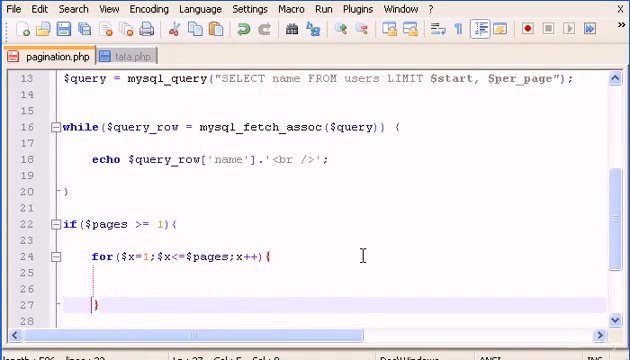 File Edit Search View Encoding Language Settings Macro Run Plugins Window ? X
pagination.php tata.php
13 $query = mysql_query("SELECT name FROM users LIMIT $start, $per_page");
14
15
16 while($query_row = mysql_fetch_assoc($query)) {
17
18 echo $query_row['name'].'<br />';
19
20 }
21
22 if($pages >= 1){
23
24 for($x=1;$x<=$pages;x++){
25
26
27 }
28